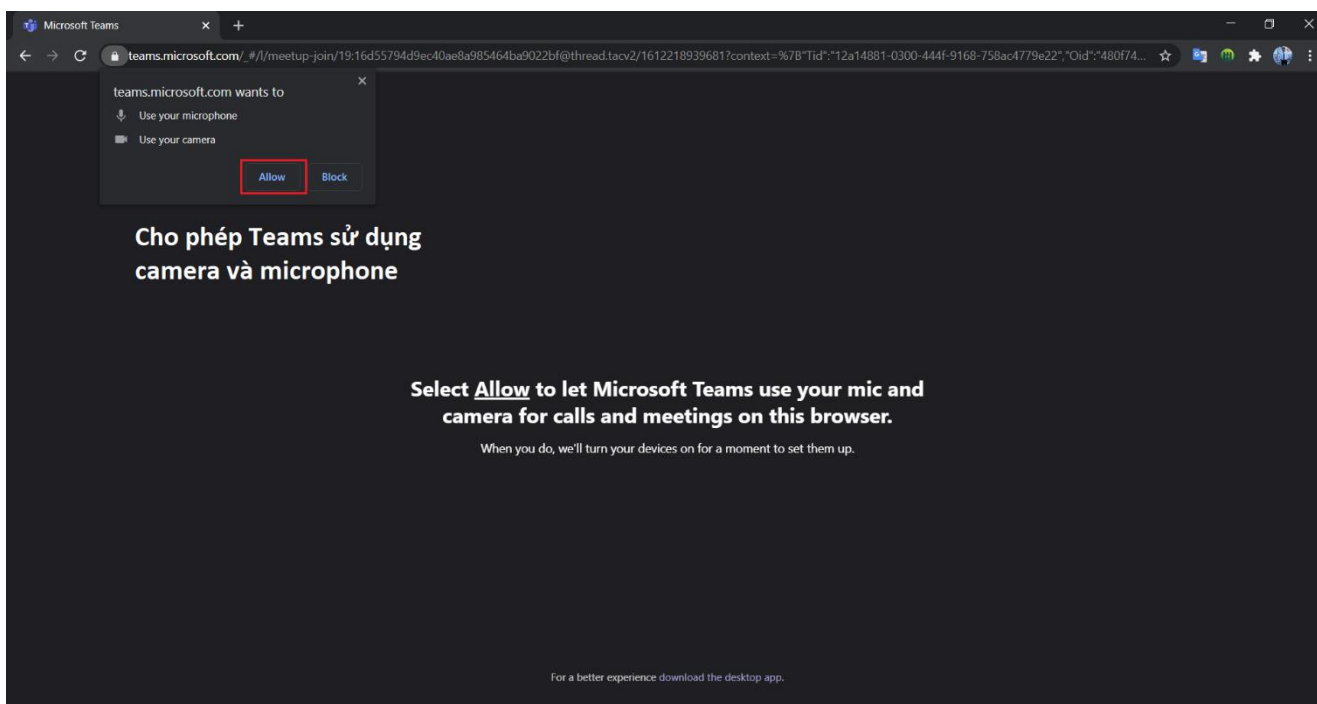 Microsoft Teams
teams.microsoft.com/_#/l/meetup-join/19:16d55794d9ec40ae8a985464ba9022bf@thread.tacv2/1612218939681?context=%7B"Tid":"12a14881-0300-444f-9168-758ac4779e22","Oid":"480f74...
teams.microsoft.com wants to
Use your microphone
Use your camera
Allow Block
Cho phép Teams sử dụng
camera và microphone
Select Allow to let Microsoft Teams use your mic and
camera for calls and meetings on this browser.
When you do, we'll turn your devices on for a moment to set them up.
For a better experience download the desktop app.